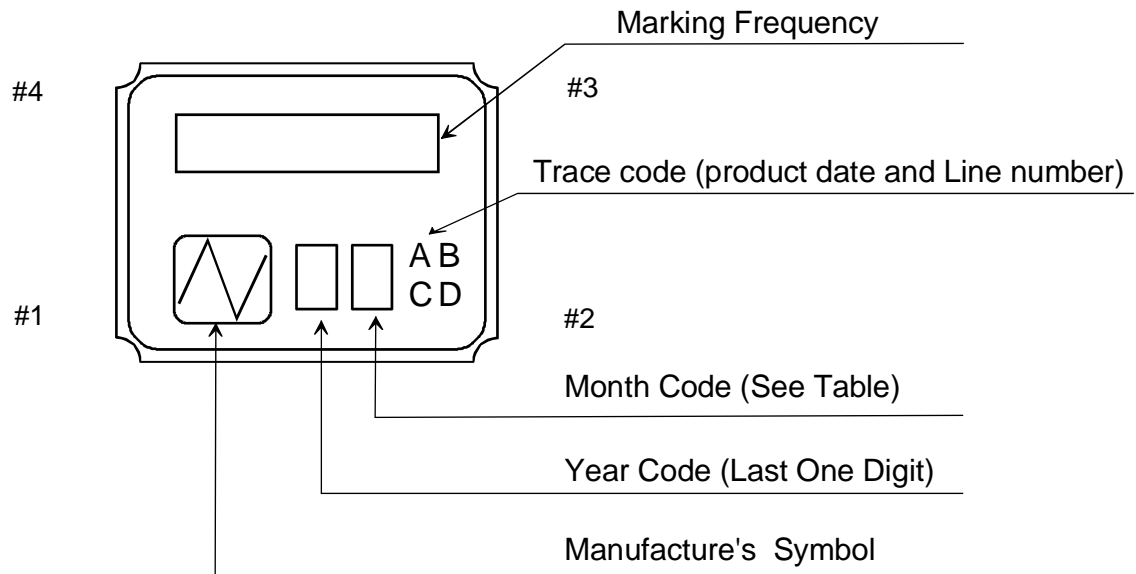 Marking Frequency
#4
#3
Trace code (product date and Line number)
A B
C D
#1
#2
Month Code (See Table)
Year Code (Last One Digit)
Manufacture's Symbol